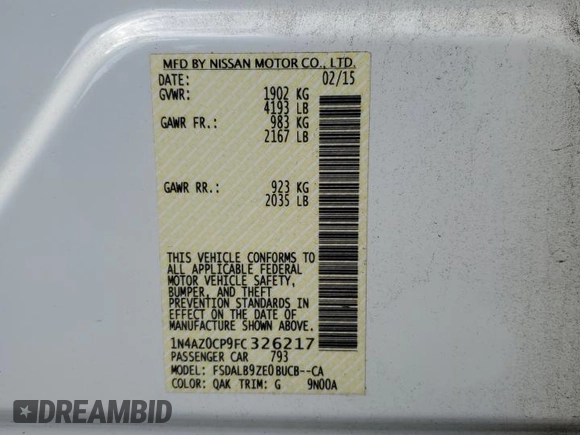 MFD BY NISSAN MOTOR CO., LTD.
DATE: 02/15
GVWR: 1902 KG
4193 LB
GAWR FR.: 983 KG
2167 LB
GAWR RR.: 923 KG
2035 LB
THIS VEHICLE CONFORMS TO
ALL APPLICABLE FEDERAL
MOTOR VEHICLE SAFETY,
BUMPER, AND THEFT
PREVENTION STANDARDS IN
EFFECT ON THE DATE OF
MANUFACTURE SHOWN ABOVE.
1N4AZ0CP9FC326217
PASSENGER CAR 793
MODEL: FSDALB9ZE0BUCB--CA
COLOR: QAK TRIM: G 9N00A
EPIC.VIN